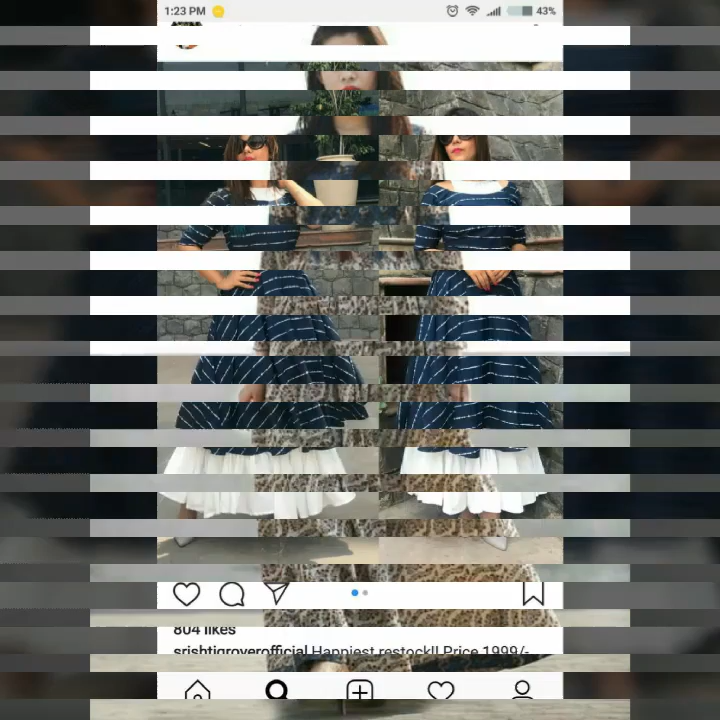 1:23 PM 43%
804 likes
srishtigroverofficial Happiest restock!! Price 1999/-